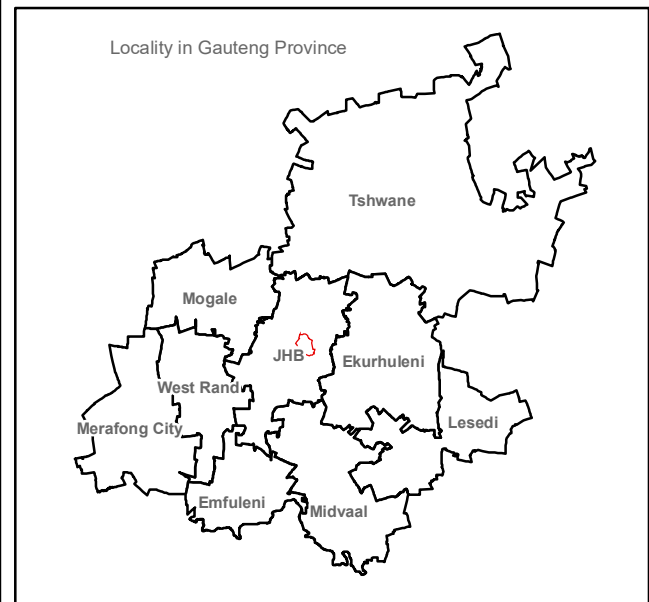 Locality in Gauteng Province
Tshwane
Mogale
JHB
Ekurhuleni
West Rand
Merafong City
Lesedi
Emfuleni
Midvaal